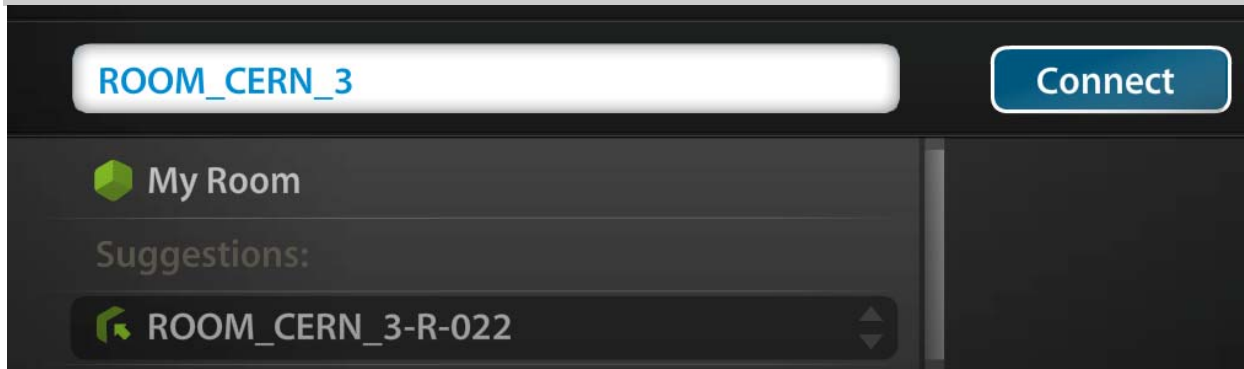 ROOM_CERN_3
Connect
My Room
Suggestions:
ROOM_CERN_3-R-022